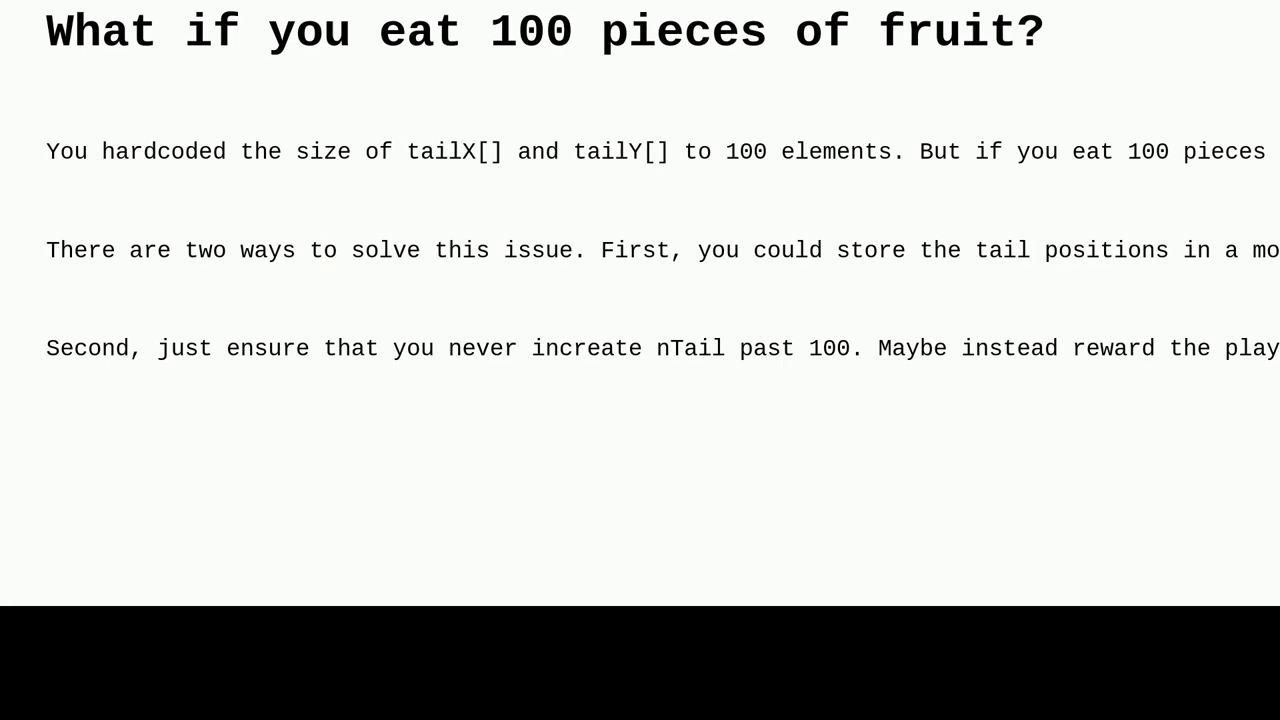 What if you eat 100 pieces of fruit?
You hardcoded the size of tailX[] and tailY[] to 100 elements. But if you eat 100 pieces
There are two ways to solve this issue. First, you could store the tail positions in a mo
Second, just ensure that you never increate nTail past 100. Maybe instead reward the play